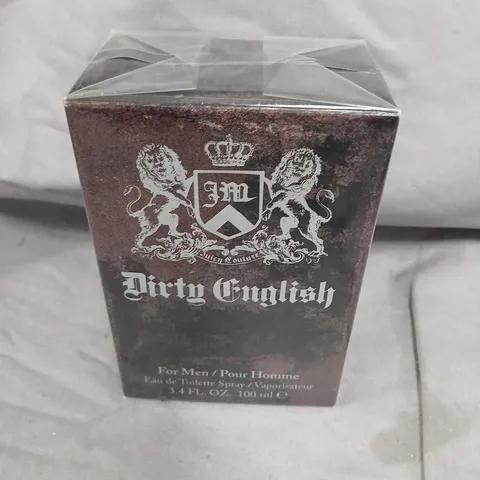 JM
Juicy Couture
Dirty English
For Men / Pour Homme
Eau de Toilette Spray / Vaporisateur
3.4 FL. OZ. 100 ml ℮